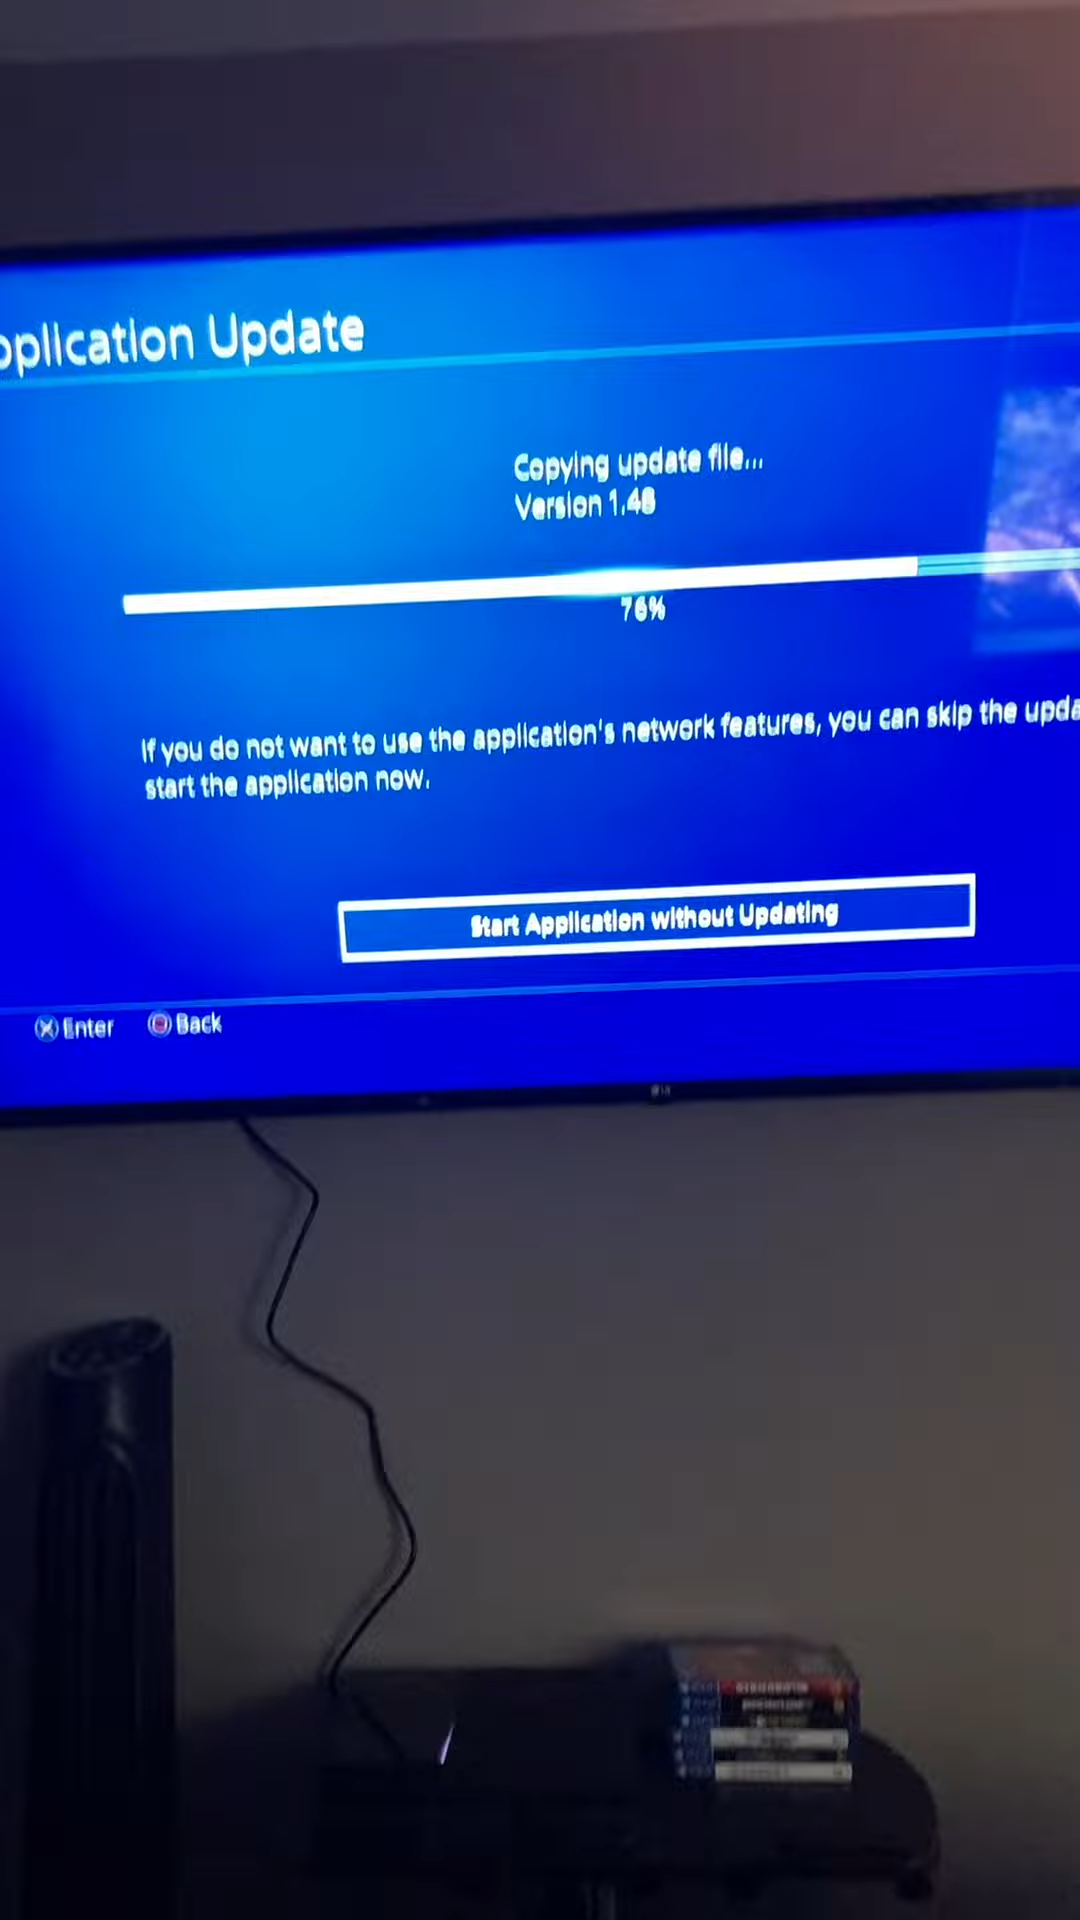 pplication Update
Copying update file...
Version 1.48
76%
If you do not want to use the application's network features, you can skip the upda
start the application now.
Start Application without Updating
Enter
Back
LG